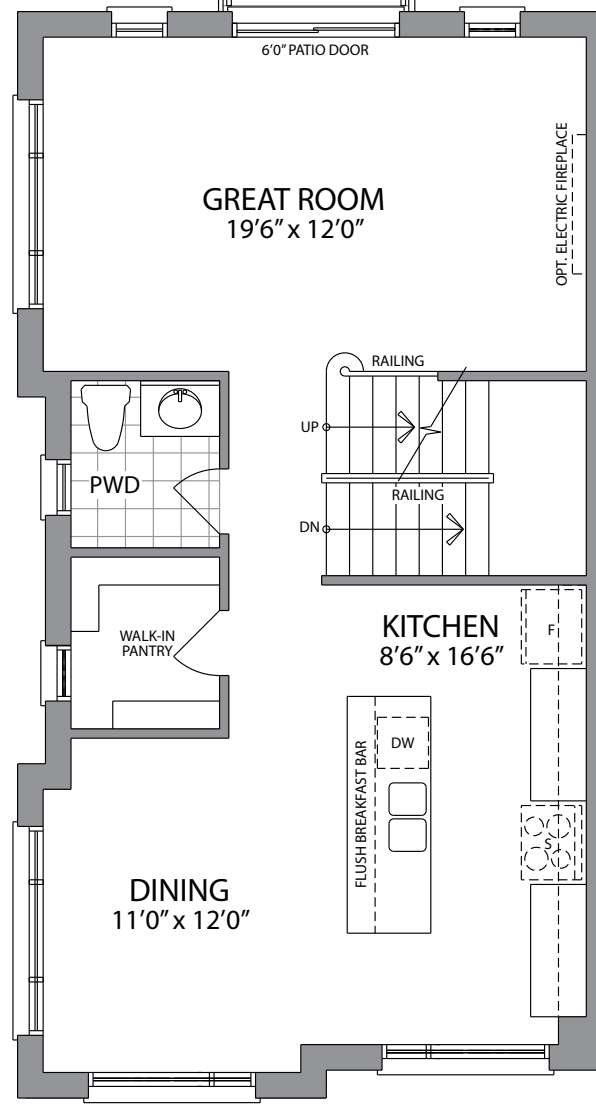 6'0" PATIO DOOR
OPT. ELECTRIC FIREPLACE
GREAT ROOM
19'6" x 12'0"
RAILING
UP
PWD
RAILING
DN
WALK-IN
PANTRY
KITCHEN
8'6" x 16'6"
F
DW
FLUSH BREAKFAST BAR
S
DINING
11'0" x 12'0"